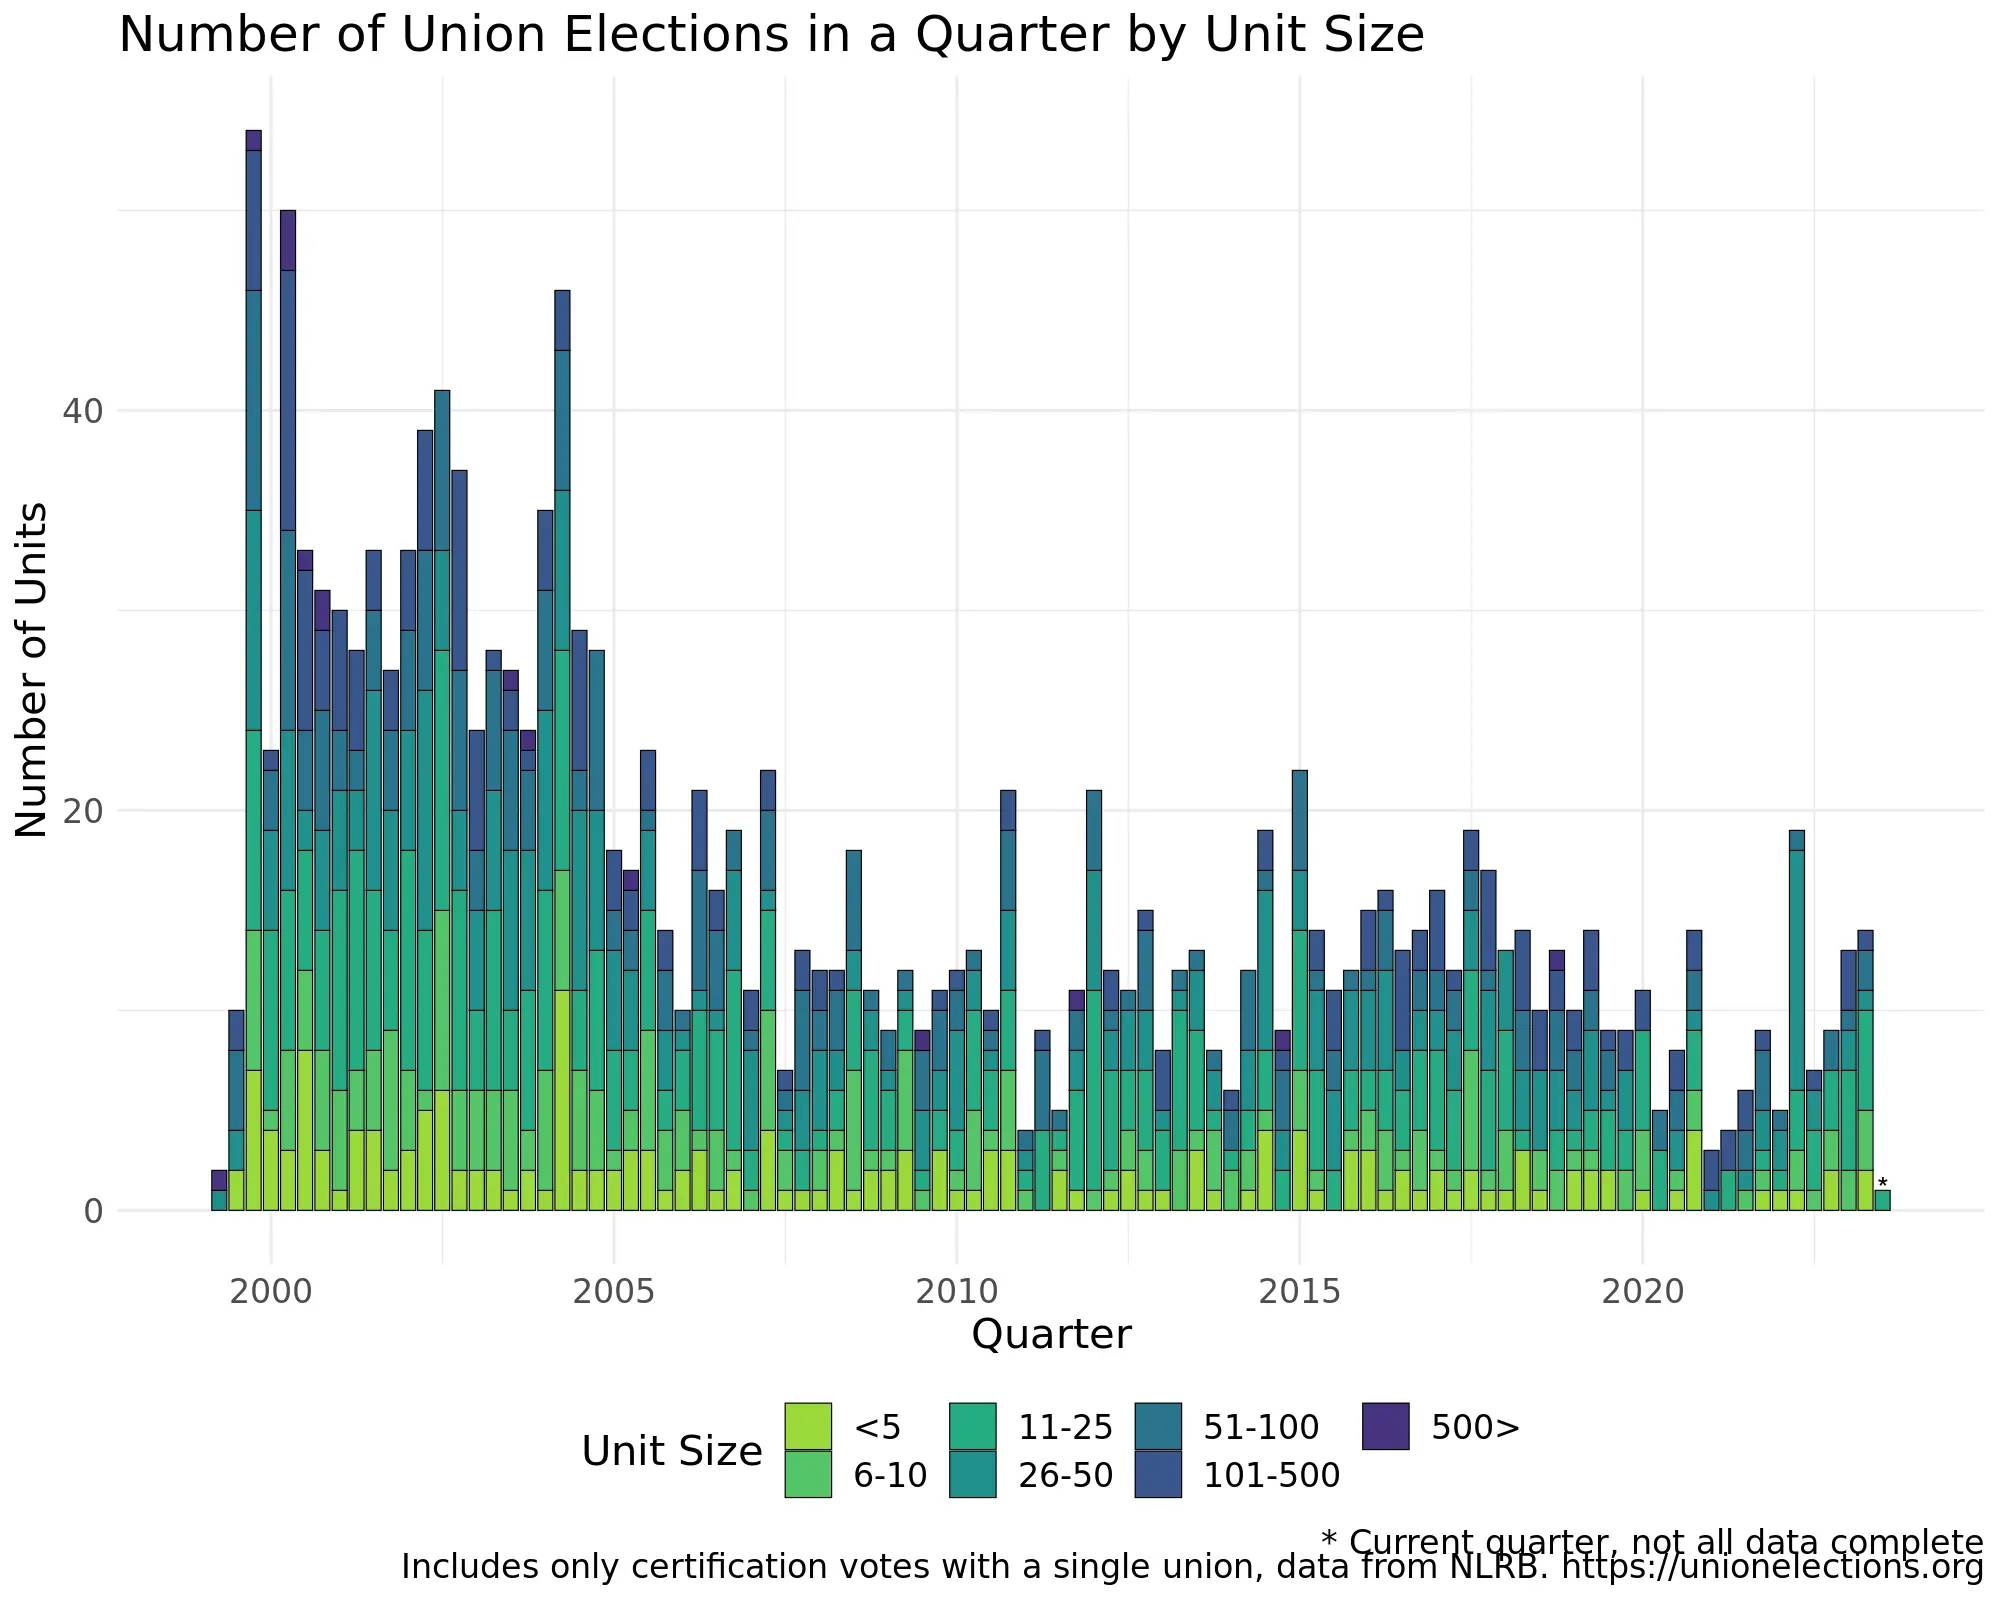 Number of Union Elections in a Quarter by Unit Size
Number of Units
40
20
0
*
2000 2005 2010 2015 2020
Quarter
Unit Size
<5 11-25 51-100 500>
6-10 26-50 101-500
* Current quarter, not all data complete
Includes only certification votes with a single union, data from NLRB. https://unionelections.org